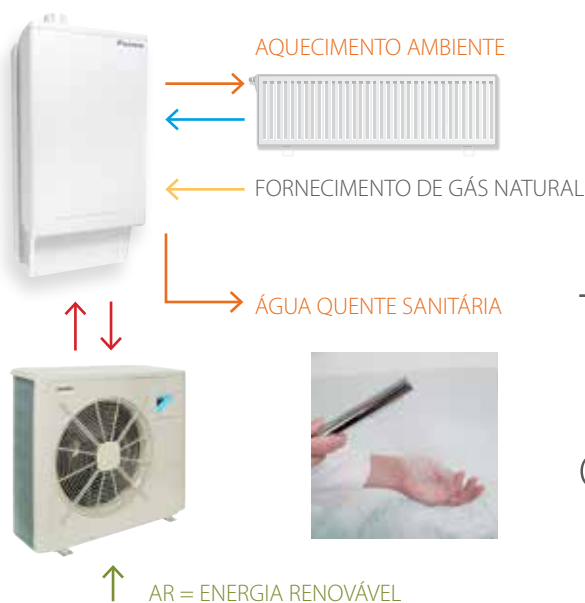 AQUECIMENTO AMBIENTE
FORNECIMENTO DE GÁS NATURAL
ÁGUA QUENTE SANITÁRIA
AR = ENERGIA RENOVÁVEL